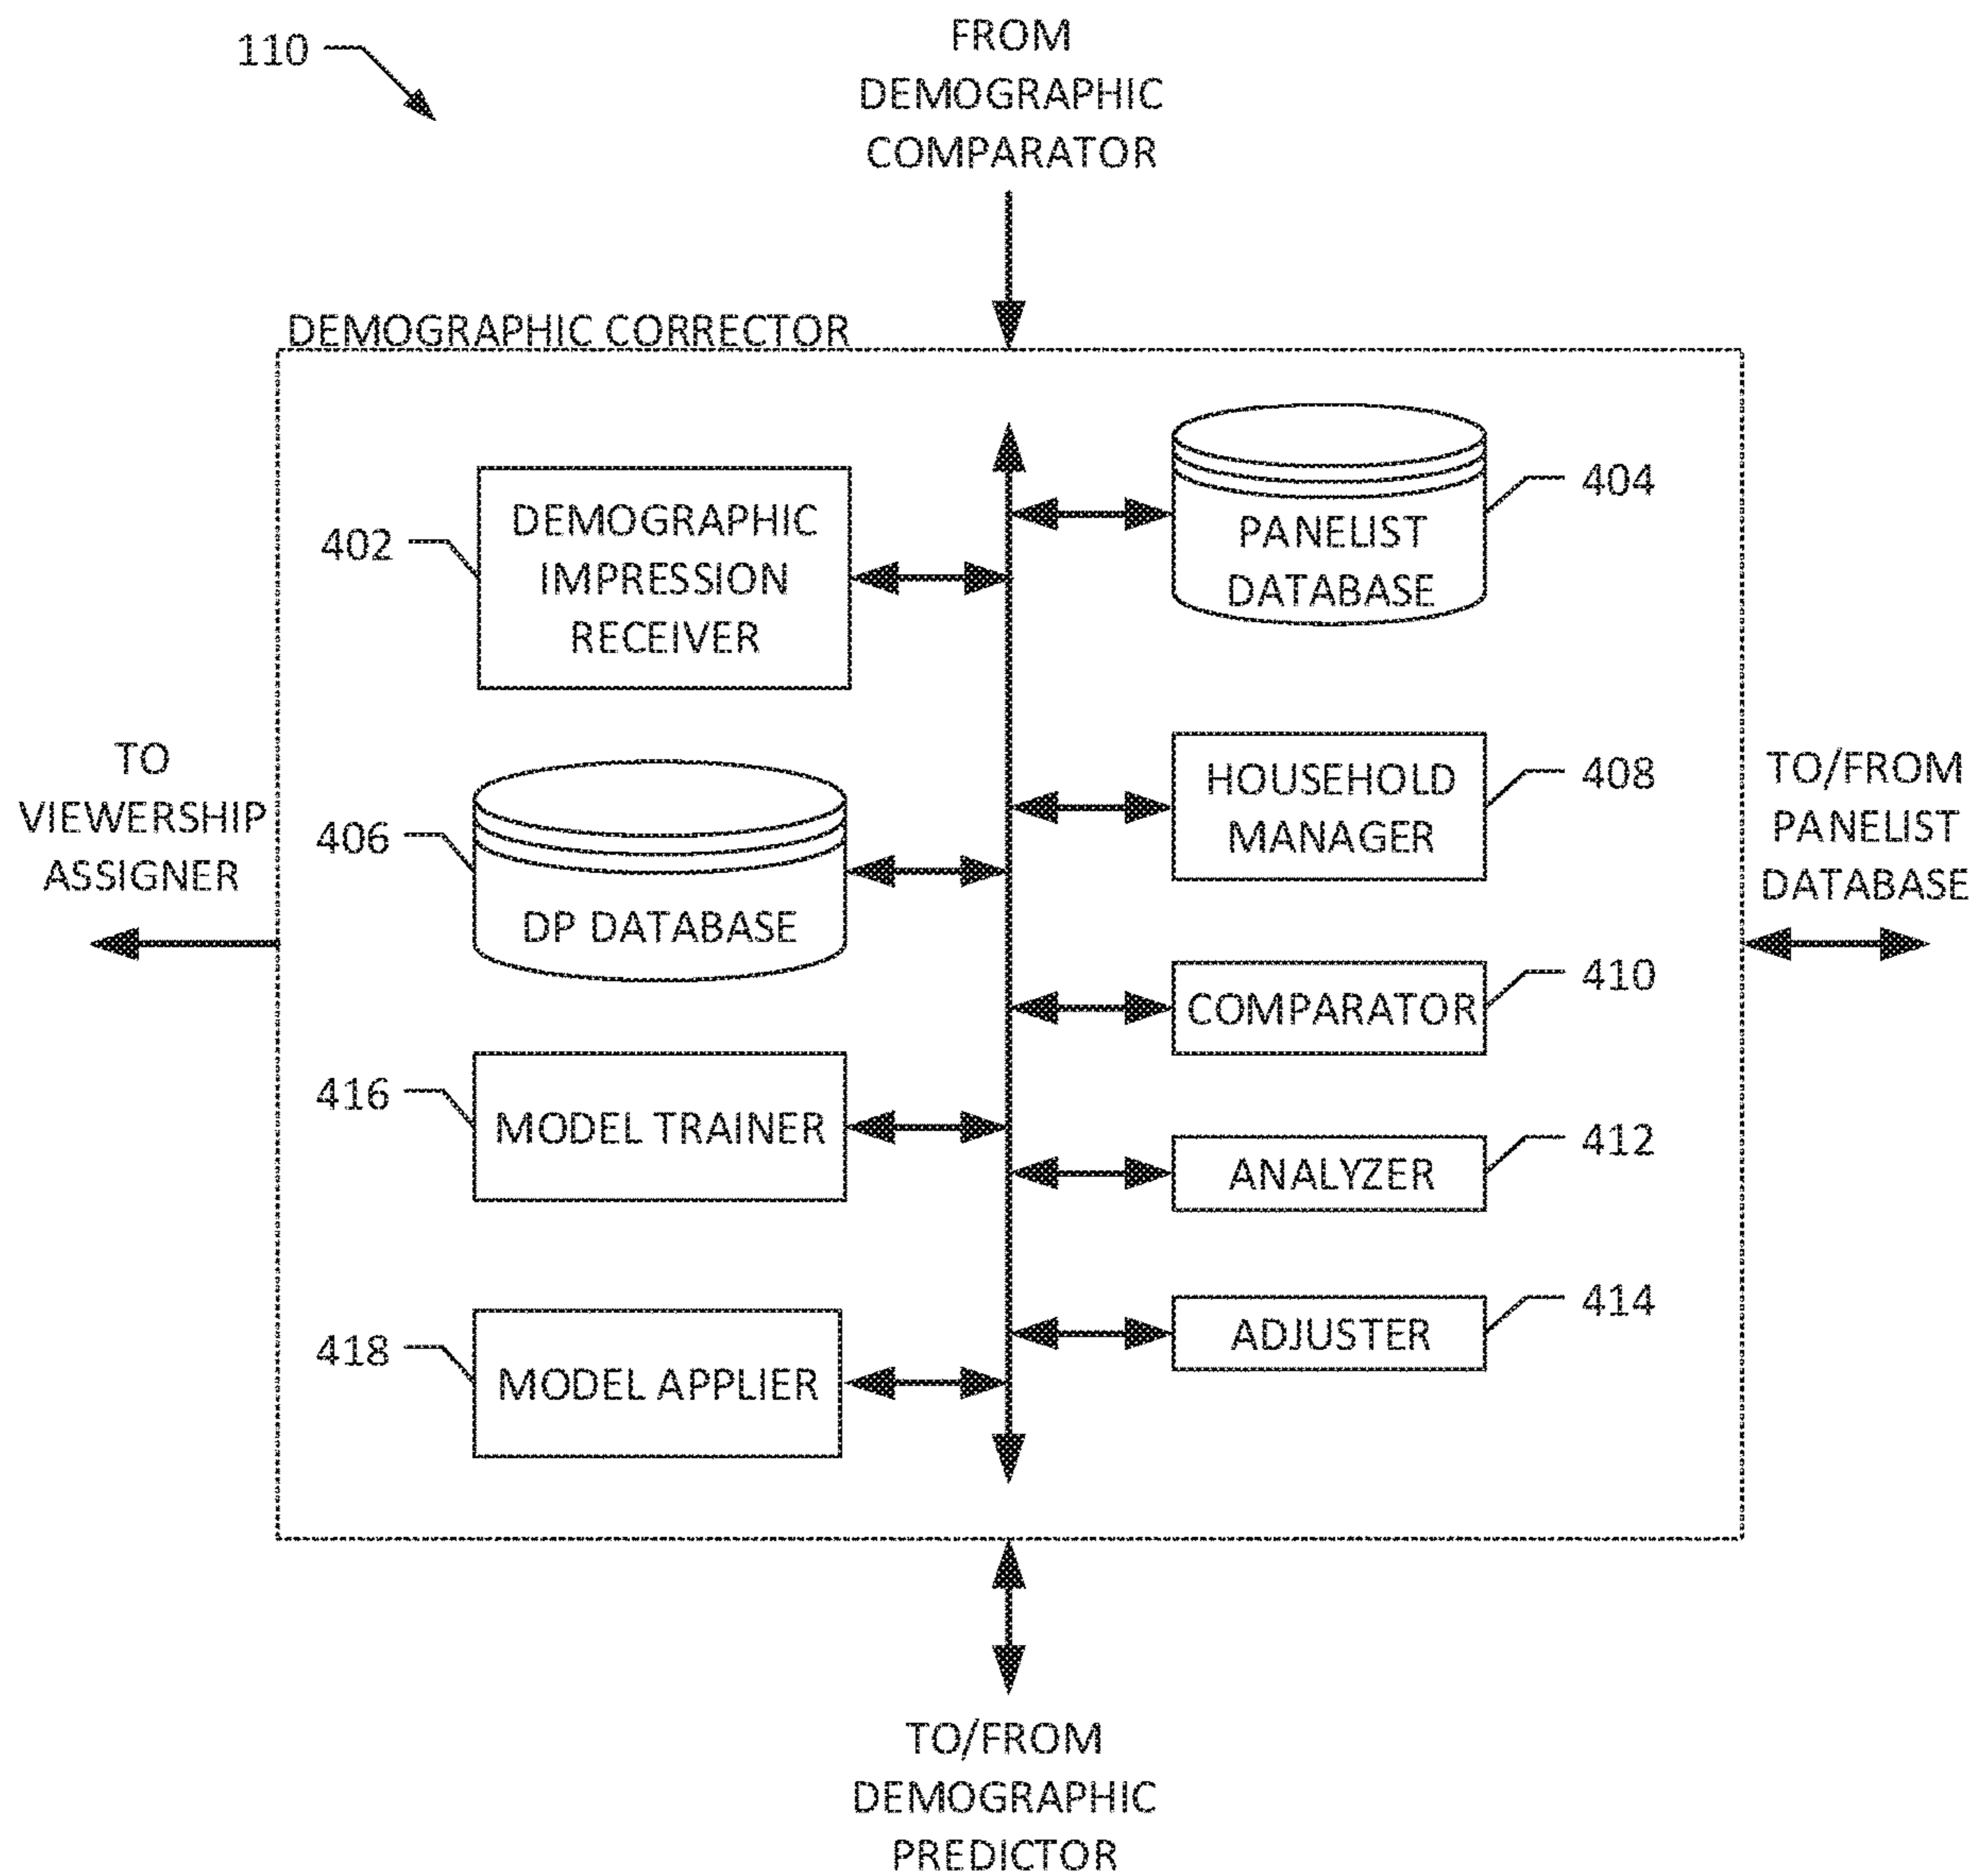 110
FROM
DEMOGRAPHIC
COMPARATOR
DEMOGRAPHIC CORRECTOR
402
DEMOGRAPHIC
IMPRESSION
RECEIVER
PANELIST
DATABASE
404
TO
VIEWERSHIP
ASSIGNER
406
DP DATABASE
HOUSEHOLD
MANAGER
408
TO/FROM
PANELIST
DATABASE
COMPARATOR
410
416
MODEL TRAINER
ANALYZER
412
418
MODEL APPLIER
ADJUSTER
414
TO/FROM
DEMOGRAPHIC
PREDICTOR